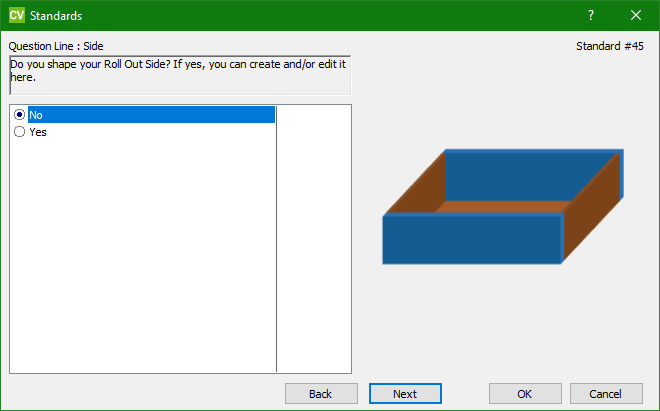 CV Standards
Question Line : Side
Standard #45
Do you shape your Roll Out Side? If yes, you can create and/or edit it
here.
No
Yes
Back
Next
OK
Cancel